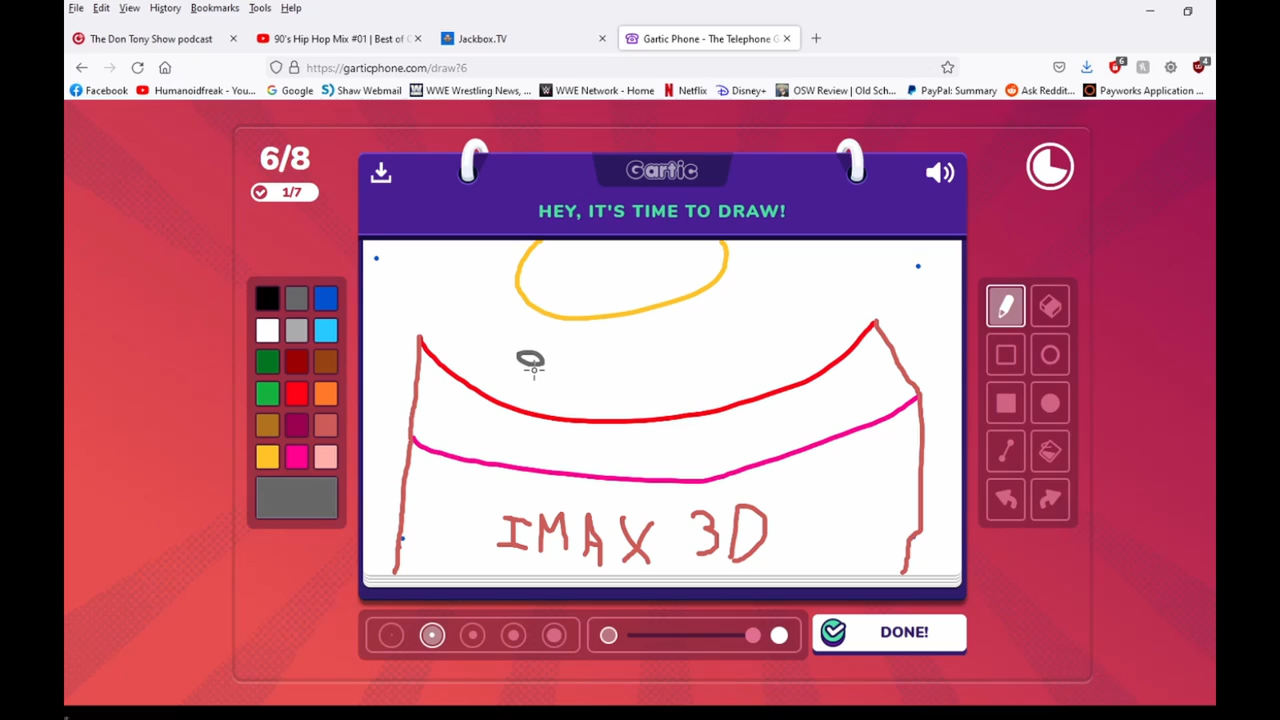 File Edit View History Bookmarks Tools Help
The Don Tony Show podcast
90's Hip Hop Mix #01 | Best of
Jackbox.TV
Gartic Phone - The Telephone G
https://garticphone.com/draw?6
6
4
Facebook
Humanoidfreak - You...
Google
Shaw Webmail
WWE Wrestling News, ...
WWE Network - Home
Netflix
Disney+
OSW Review | Old Sch...
PayPal: Summary
Ask Reddit...
Payworks Application ...
6/8
1/7
Gartic
HEY, IT'S TIME TO DRAW!
IMAX 3D
DONE!